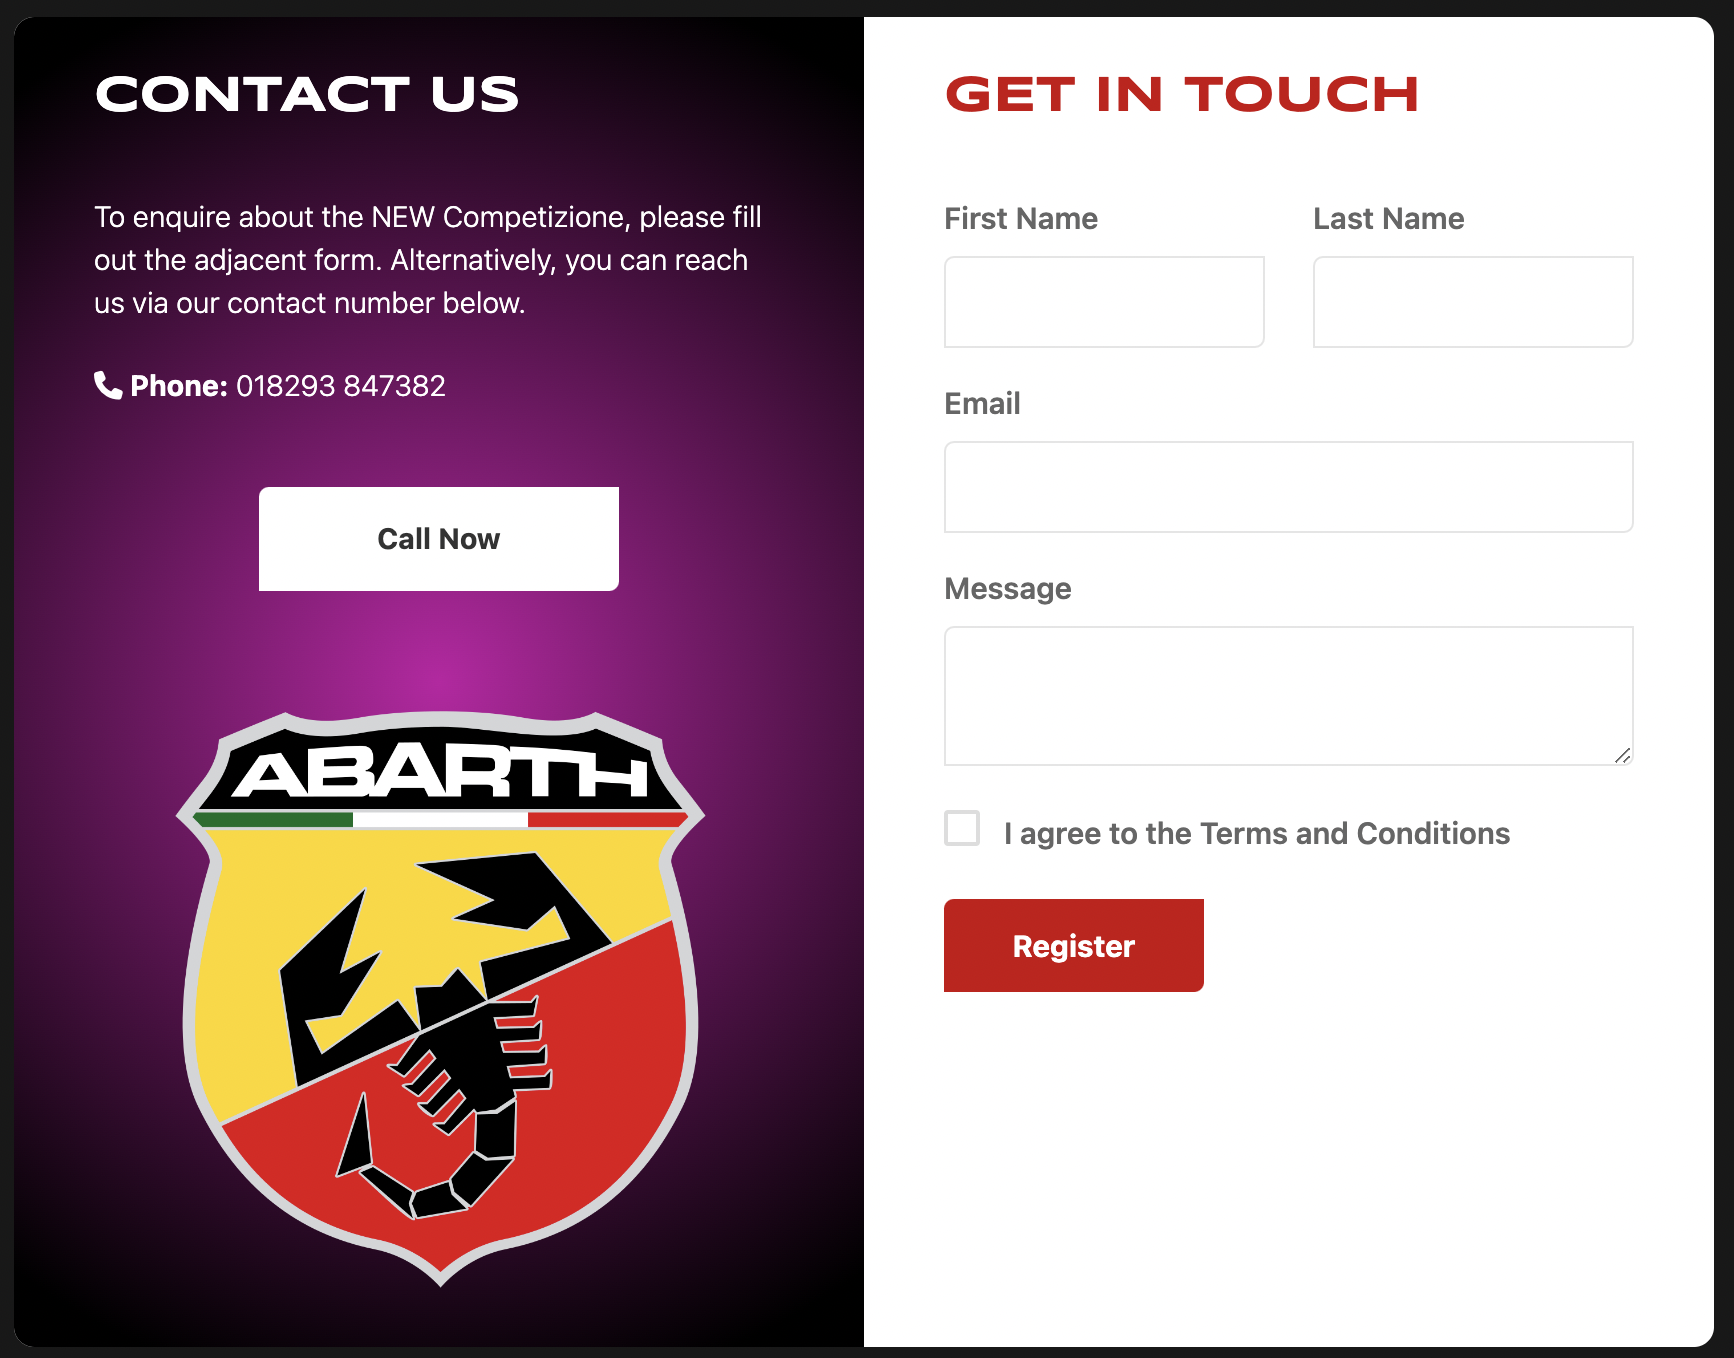 CONTACT US
To enquire about the NEW Competizione, please fill
out the adjacent form. Alternatively, you can reach
us via our contact number below.
Phone: 018293 847382
Call Now
ABARTH
GET IN TOUCH
First Name
Last Name
Email
Message
I agree to the Terms and Conditions
Register